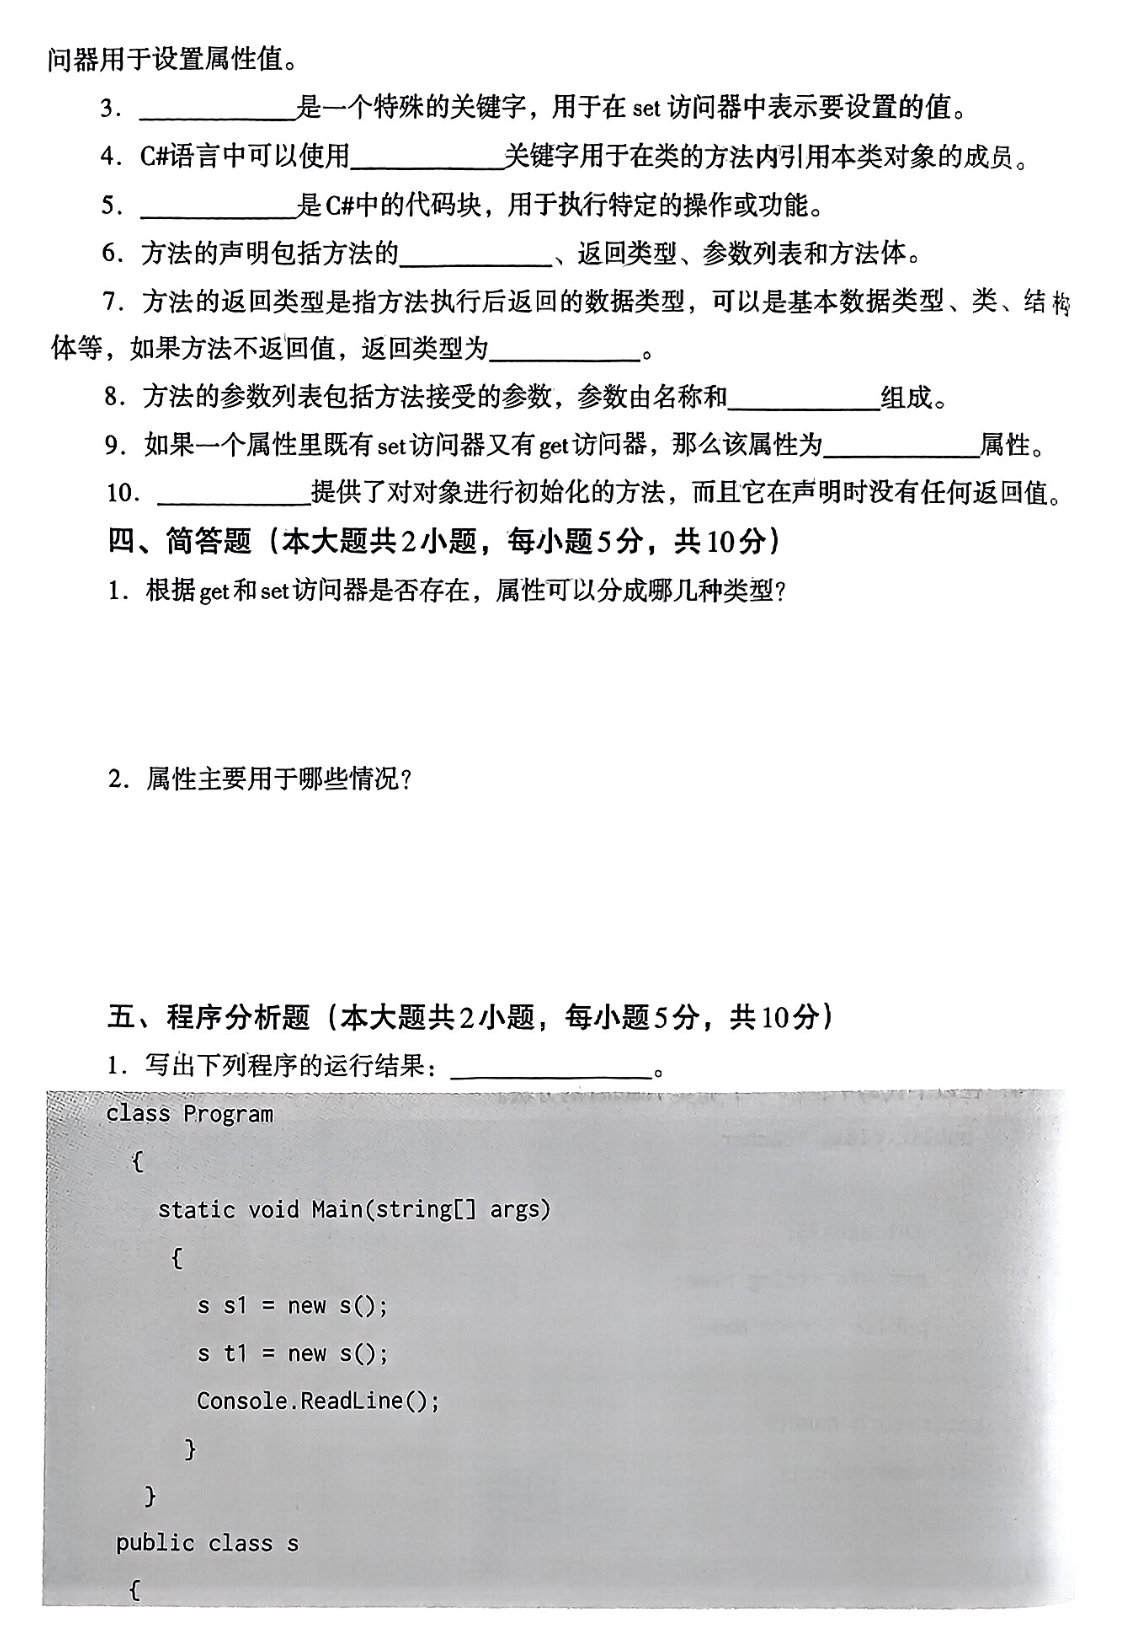 问器用于设置属性值。
3. ____________是一个特殊的关键字，用于在 set 访问器中表示要设置的值。
4. C#语言中可以使用____________关键字用于在类的方法内引用本类对象的成员。
5. ____________是C#中的代码块，用于执行特定的操作或功能。
6. 方法的声明包括方法的____________、返回类型、参数列表和方法体。
7. 方法的返回类型是指方法执行后返回的数据类型，可以是基本数据类型、类、结构
体等，如果方法不返回值，返回类型为____________。
8. 方法的参数列表包括方法接受的参数，参数由名称和____________组成。
9. 如果一个属性里既有set访问器又有get访问器，那么该属性为____________属性。
10. ____________提供了对对象进行初始化的方法，而且它在声明时没有任何返回值。
四、简答题（本大题共2小题，每小题5分，共10分）
1. 根据get和set访问器是否存在，属性可以分成哪几种类型？
2. 属性主要用于哪些情况？
五、程序分析题（本大题共2小题，每小题5分，共10分）
1. 写出下列程序的运行结果：________________。
class Program
{
static void Main(string[] args)
{
s s1 = new s();
s t1 = new s();
Console.ReadLine();
}
}
public class s
{